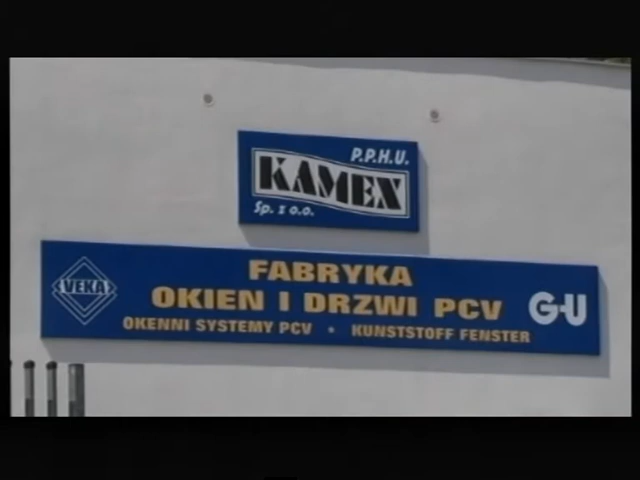 P.P.H.U.
KAMEX
Sp. z o.o.
VEKA
FABRYKA
OKIEN I DRZWI PCV
OKENNI SYSTEMY PCV * KUNSTSTOFF FENSTER
G-U